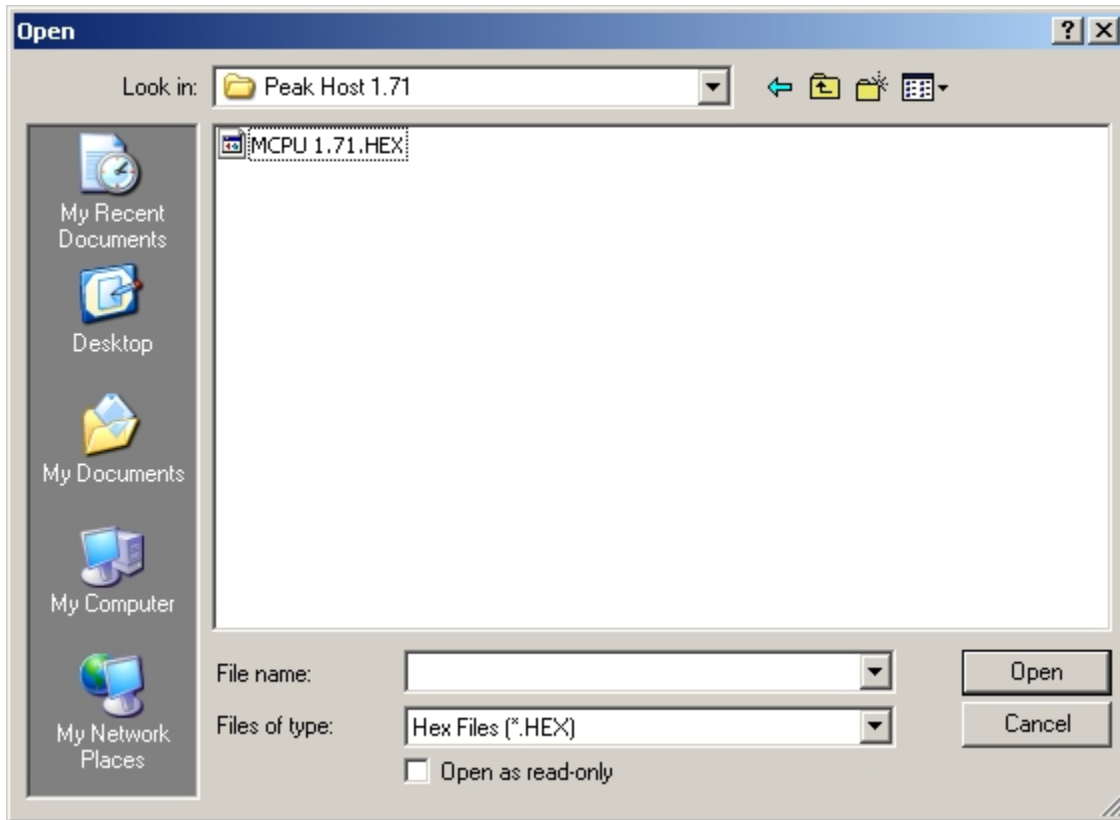 Open
Look in:
Peak Host 1.71
MCPU 1.71.HEX
My Recent
Documents
Desktop
My Documents
My Computer
My Network
Places
File name:
Open
Files of type:
Hex Files (*.HEX)
Cancel
Open as read-only